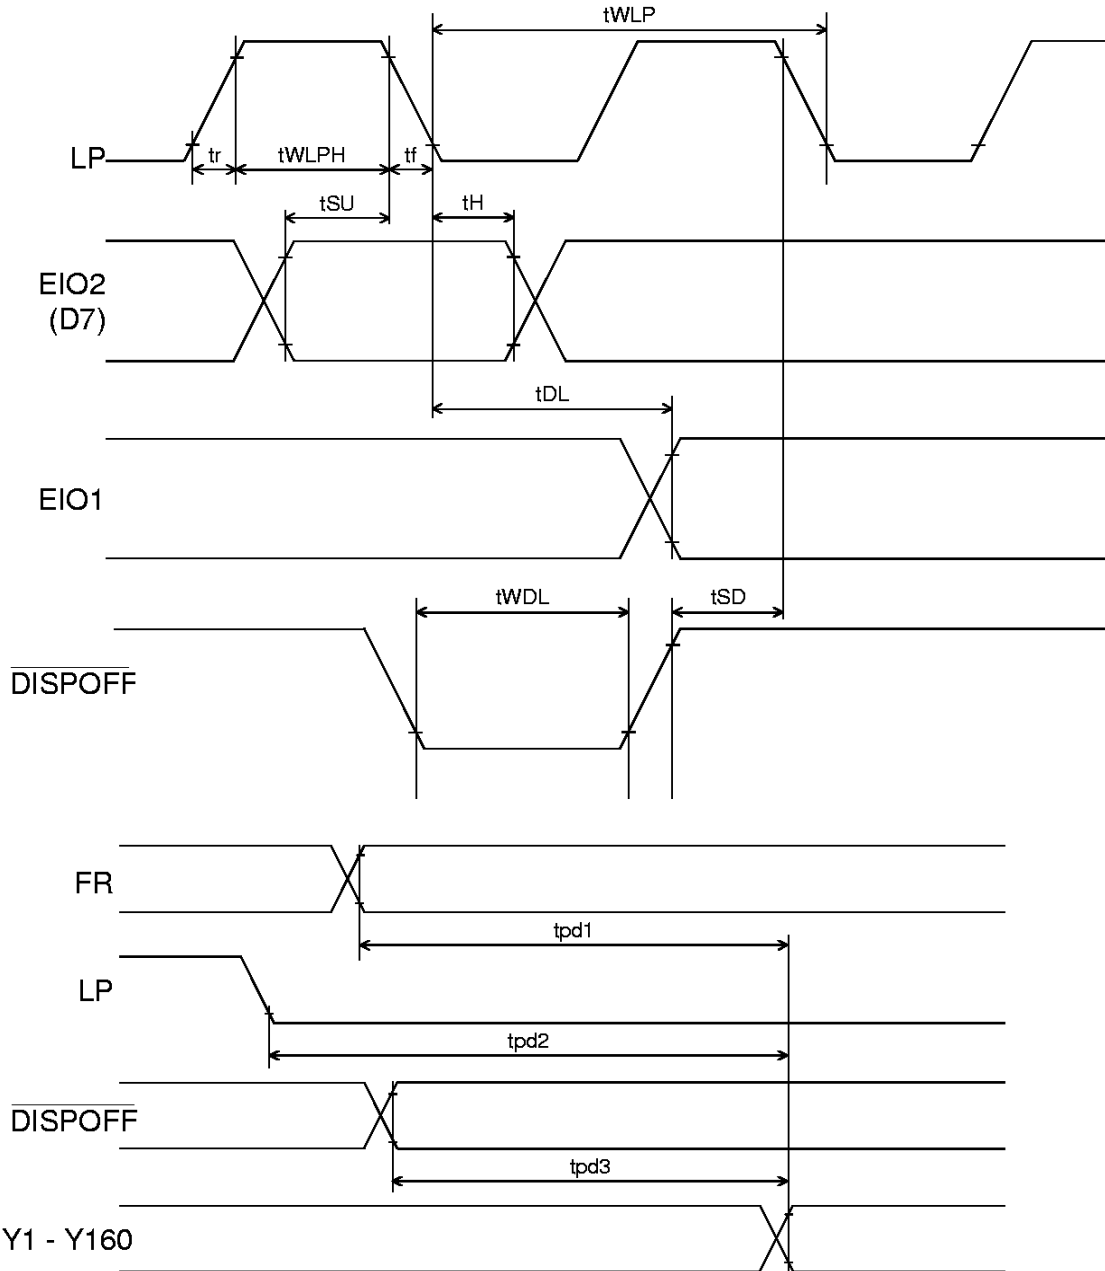 tWLP
LP
tr
tWLPH
tf
tSU
tH
EIO2
(D7)
tDL
EIO1
tWDL
tSD
DISPOFF
FR
tpd1
LP
tpd2
DISPOFF
tpd3
Y1 - Y160